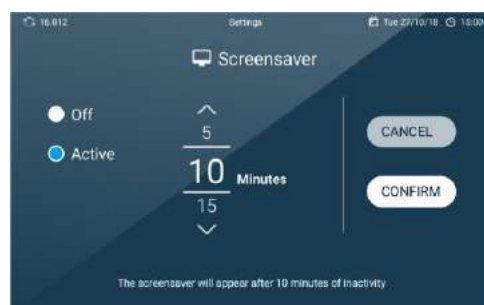 16.012 Settings Tue 27/10/18 15:00
Screensaver
Off
Active
5
10 Minutes
15
CANCEL
CONFIRM
The screensaver will appear after 10 minutes of inactivity